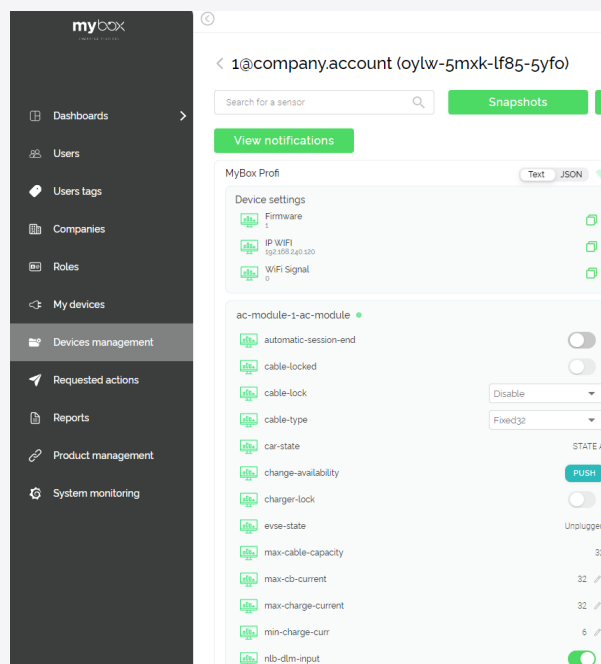 mybox
1@company.account (oylw-5mxk-lf85-5yfo)
Search for a sensor
Snapshots
View notifications
Dashboards
Users
Users tags
Companies
Roles
My devices
Devices management
Requested actions
Reports
Product management
System monitoring
MyBox Profi
Text JSON
Device settings
Firmware
1
IP WIFI
192.168.240.120
WiFi Signal
0
ac-module-1-ac-module
automatic-session-end
cable-locked
cable-lock Disable
cable-type Fixed32
car-state STATE A
change-availability PUSH
charger-lock
evse-state Unplugged
max-cable-capacity 32
max-cb-current 32
max-charge-current 32
min-charge-curr 6
nlb-dlm-input